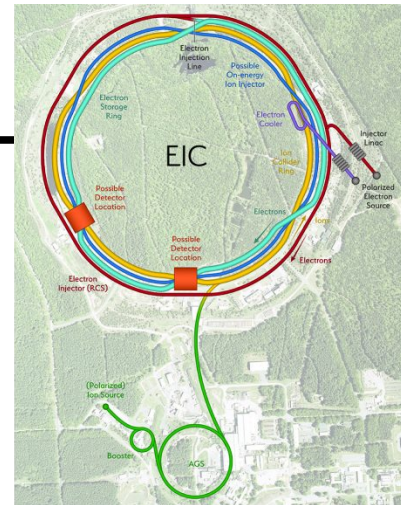 Electron
Injection
Line
Possible
On-energy
Ion Injector
Electron
Storage
Ring
Electron
Cooler
Injector
Linac
EIC
Ion
Collider
Ring
Polarized
Electron
Source
Possible
Detector
Location
Electrons
Ions
Possible
Detector
Location
Electrons
Electron
Injector (RCS)
(Polarized)
Ion Source
Booster
AGS